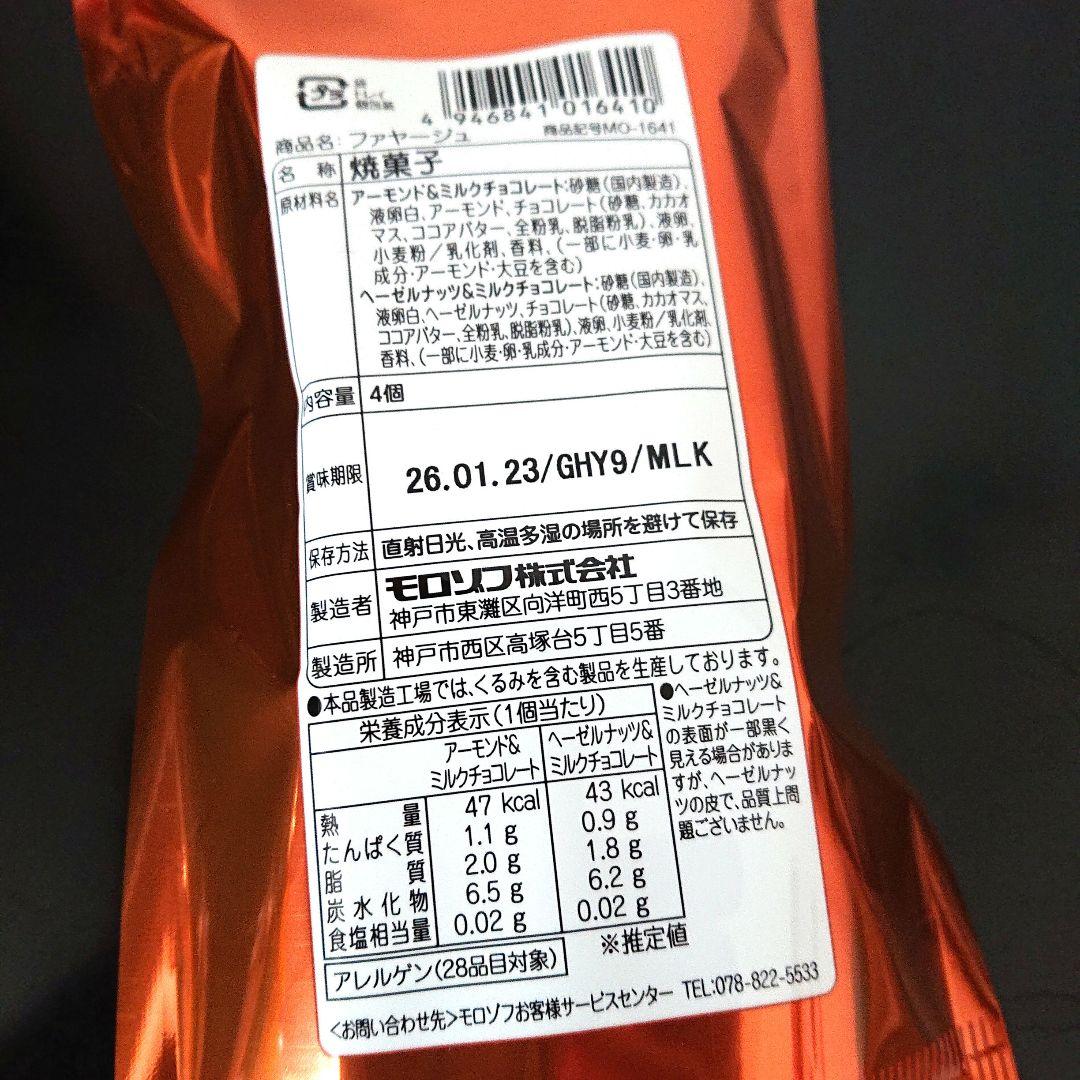 プラ
袋
トレイ
個包装
4 946841 016410
商品名: ファヤージュ
商品記号MO-1641
名 称 焼菓子
原材料名 アーモンド&ミルクチョコレート:砂糖(国内製造)、
液卵白、アーモンド、チョコレート(砂糖、カカオ
マス、ココアバター、全粉乳、脱脂粉乳)、液卵、
小麦粉/乳化剤、香料、(一部に小麦・卵・乳
成分・アーモンド・大豆を含む)
ヘーゼルナッツ&ミルクチョコレート:砂糖(国内製造)、
液卵白、ヘーゼルナッツ、チョコレート(砂糖、カカオマス、
ココアバター、全粉乳、脱脂粉乳)、液卵、小麦粉/乳化剤、
香料、(一部に小麦・卵・乳成分・アーモンド・大豆を含む)
内容量 4個
賞味期限 26.01.23/GHY9/MLK
保存方法 直射日光、高温多湿の場所を避けて保存
製造者 モロゾフ株式会社
神戸市東灘区向洋町西5丁目3番地
製造所 神戸市西区高塚台5丁目5番
●本品製造工場では、くるみを含む製品を生産しております。
栄養成分表示(1個当たり)
アーモンド&
ミルクチョコレート
ヘーゼルナッツ&
ミルクチョコレート
熱量 47 kcal 43 kcal
たんぱく質 1.1 g 0.9 g
脂質 2.0 g 1.8 g
炭水化物 6.5 g 6.2 g
食塩相当量 0.02 g 0.02 g
※推定値
●ヘーゼルナッツ&
ミルクチョコレート
の表面が一部黒く
見える場合がありま
すが、ヘーゼルナッ
ツの皮で、品質上問
題ございません。
アレルゲン(28品目対象)
<お問い合わせ先>モロゾフお客様サービスセンター TEL:078-822-5533